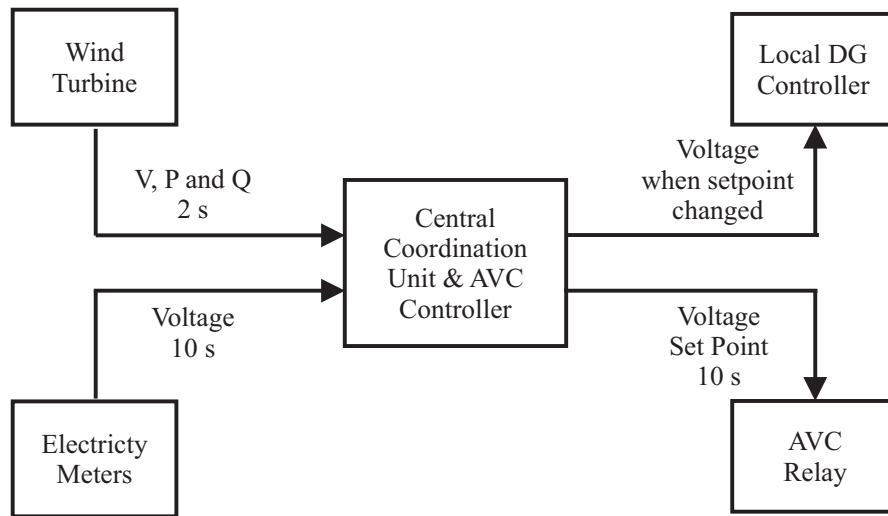 Wind
Turbine
Local DG
Controller
V, P and Q
2 s
Voltage
when setpoint
changed
Central
Coordination
Unit & AVC
Controller
Voltage
10 s
Voltage
Set Point
10 s
Electricty
Meters
AVC
Relay